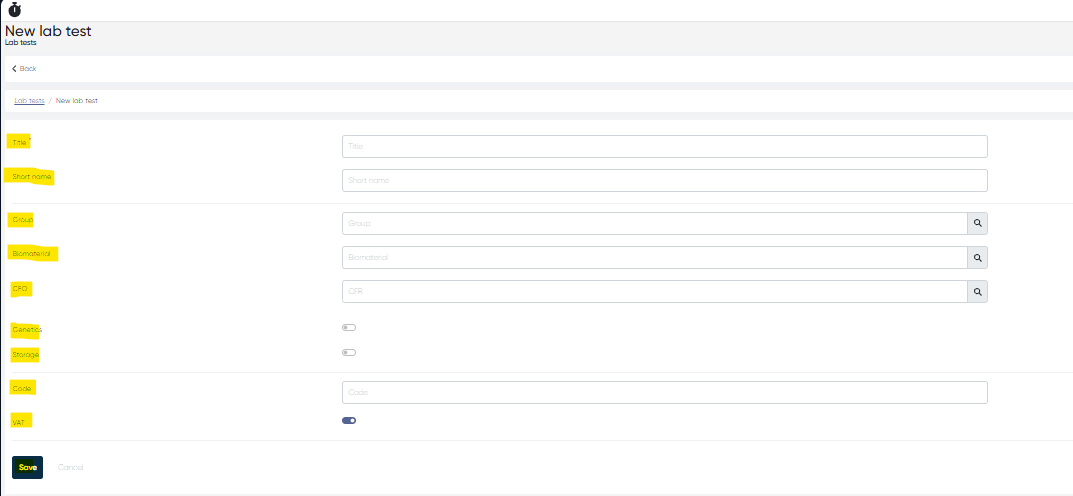 New lab test
Lab tests
Back
Lab tests / New lab test
Title *
Title
Short name
Short name
Group
Group
Biomaterial
Biomaterial
CFO
CFR
Genetics
Storage
Code
Code
VAT
Save Cancel